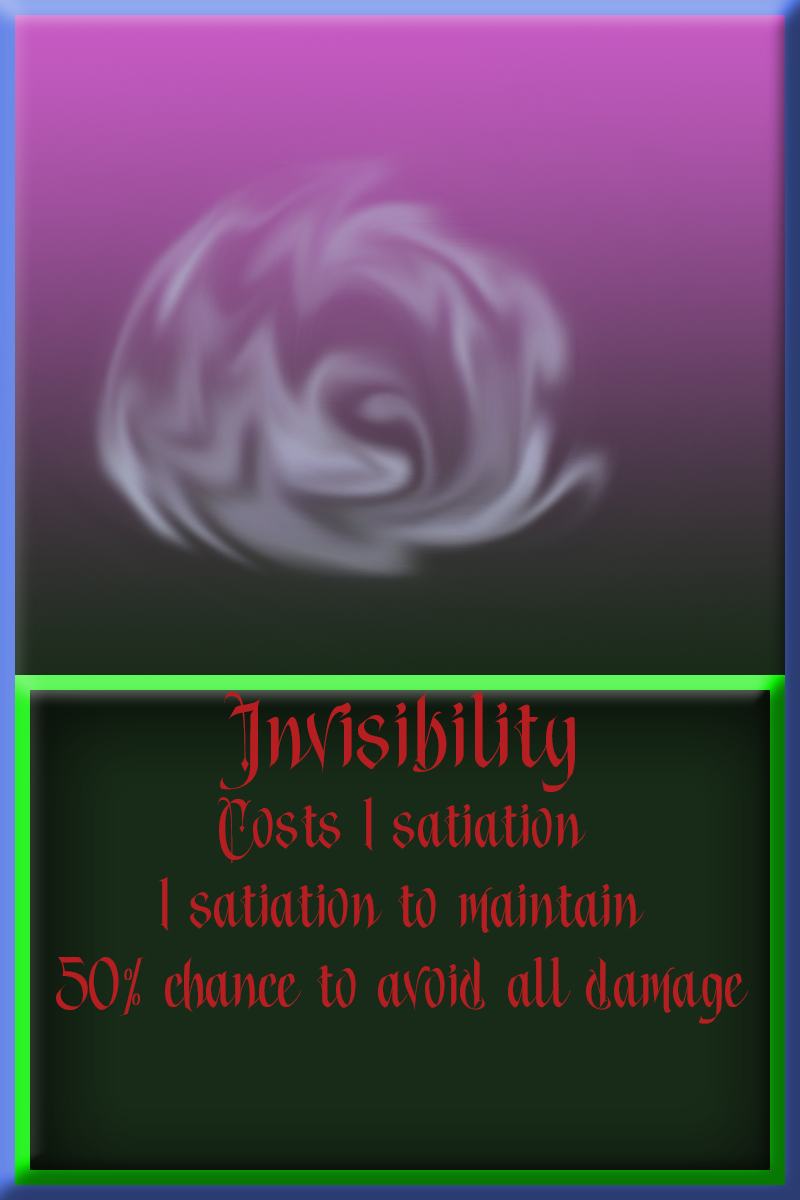 Invisibility
Costs 1 satiation
1 satiation to maintain
50% chance to avoid all damage